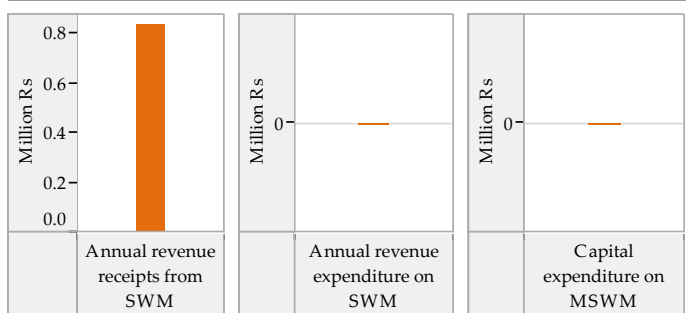 Million Rs
0.8
0.6
0.4
0.2
0.0
Annual revenue
receipts from
SWM
Million Rs
0
Annual revenue
expenditure on
SWM
Million Rs
0
Capital
expenditure on
MSWM